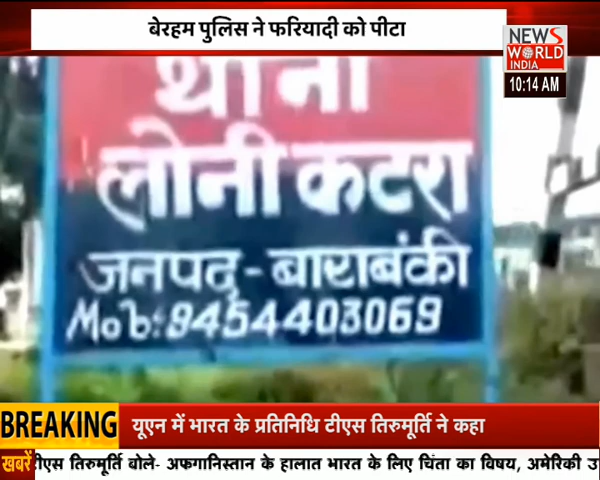 बेरहम पुलिस ने फरियादी को पीटा
NEWS
WORLD
INDIA
10:14 AM
थाना
लोनी कटरा
जनपद - बाराबंकी
Mob: 9454403069
BREAKING
यूएन में भारत के प्रतिनिधि टीएस तिरुमूर्ति ने कहा
खबरें
टीएस तिरुमूर्ति बोले- अफगानिस्तान के हालात भारत के लिए चिंता का विषय, अमेरिकी